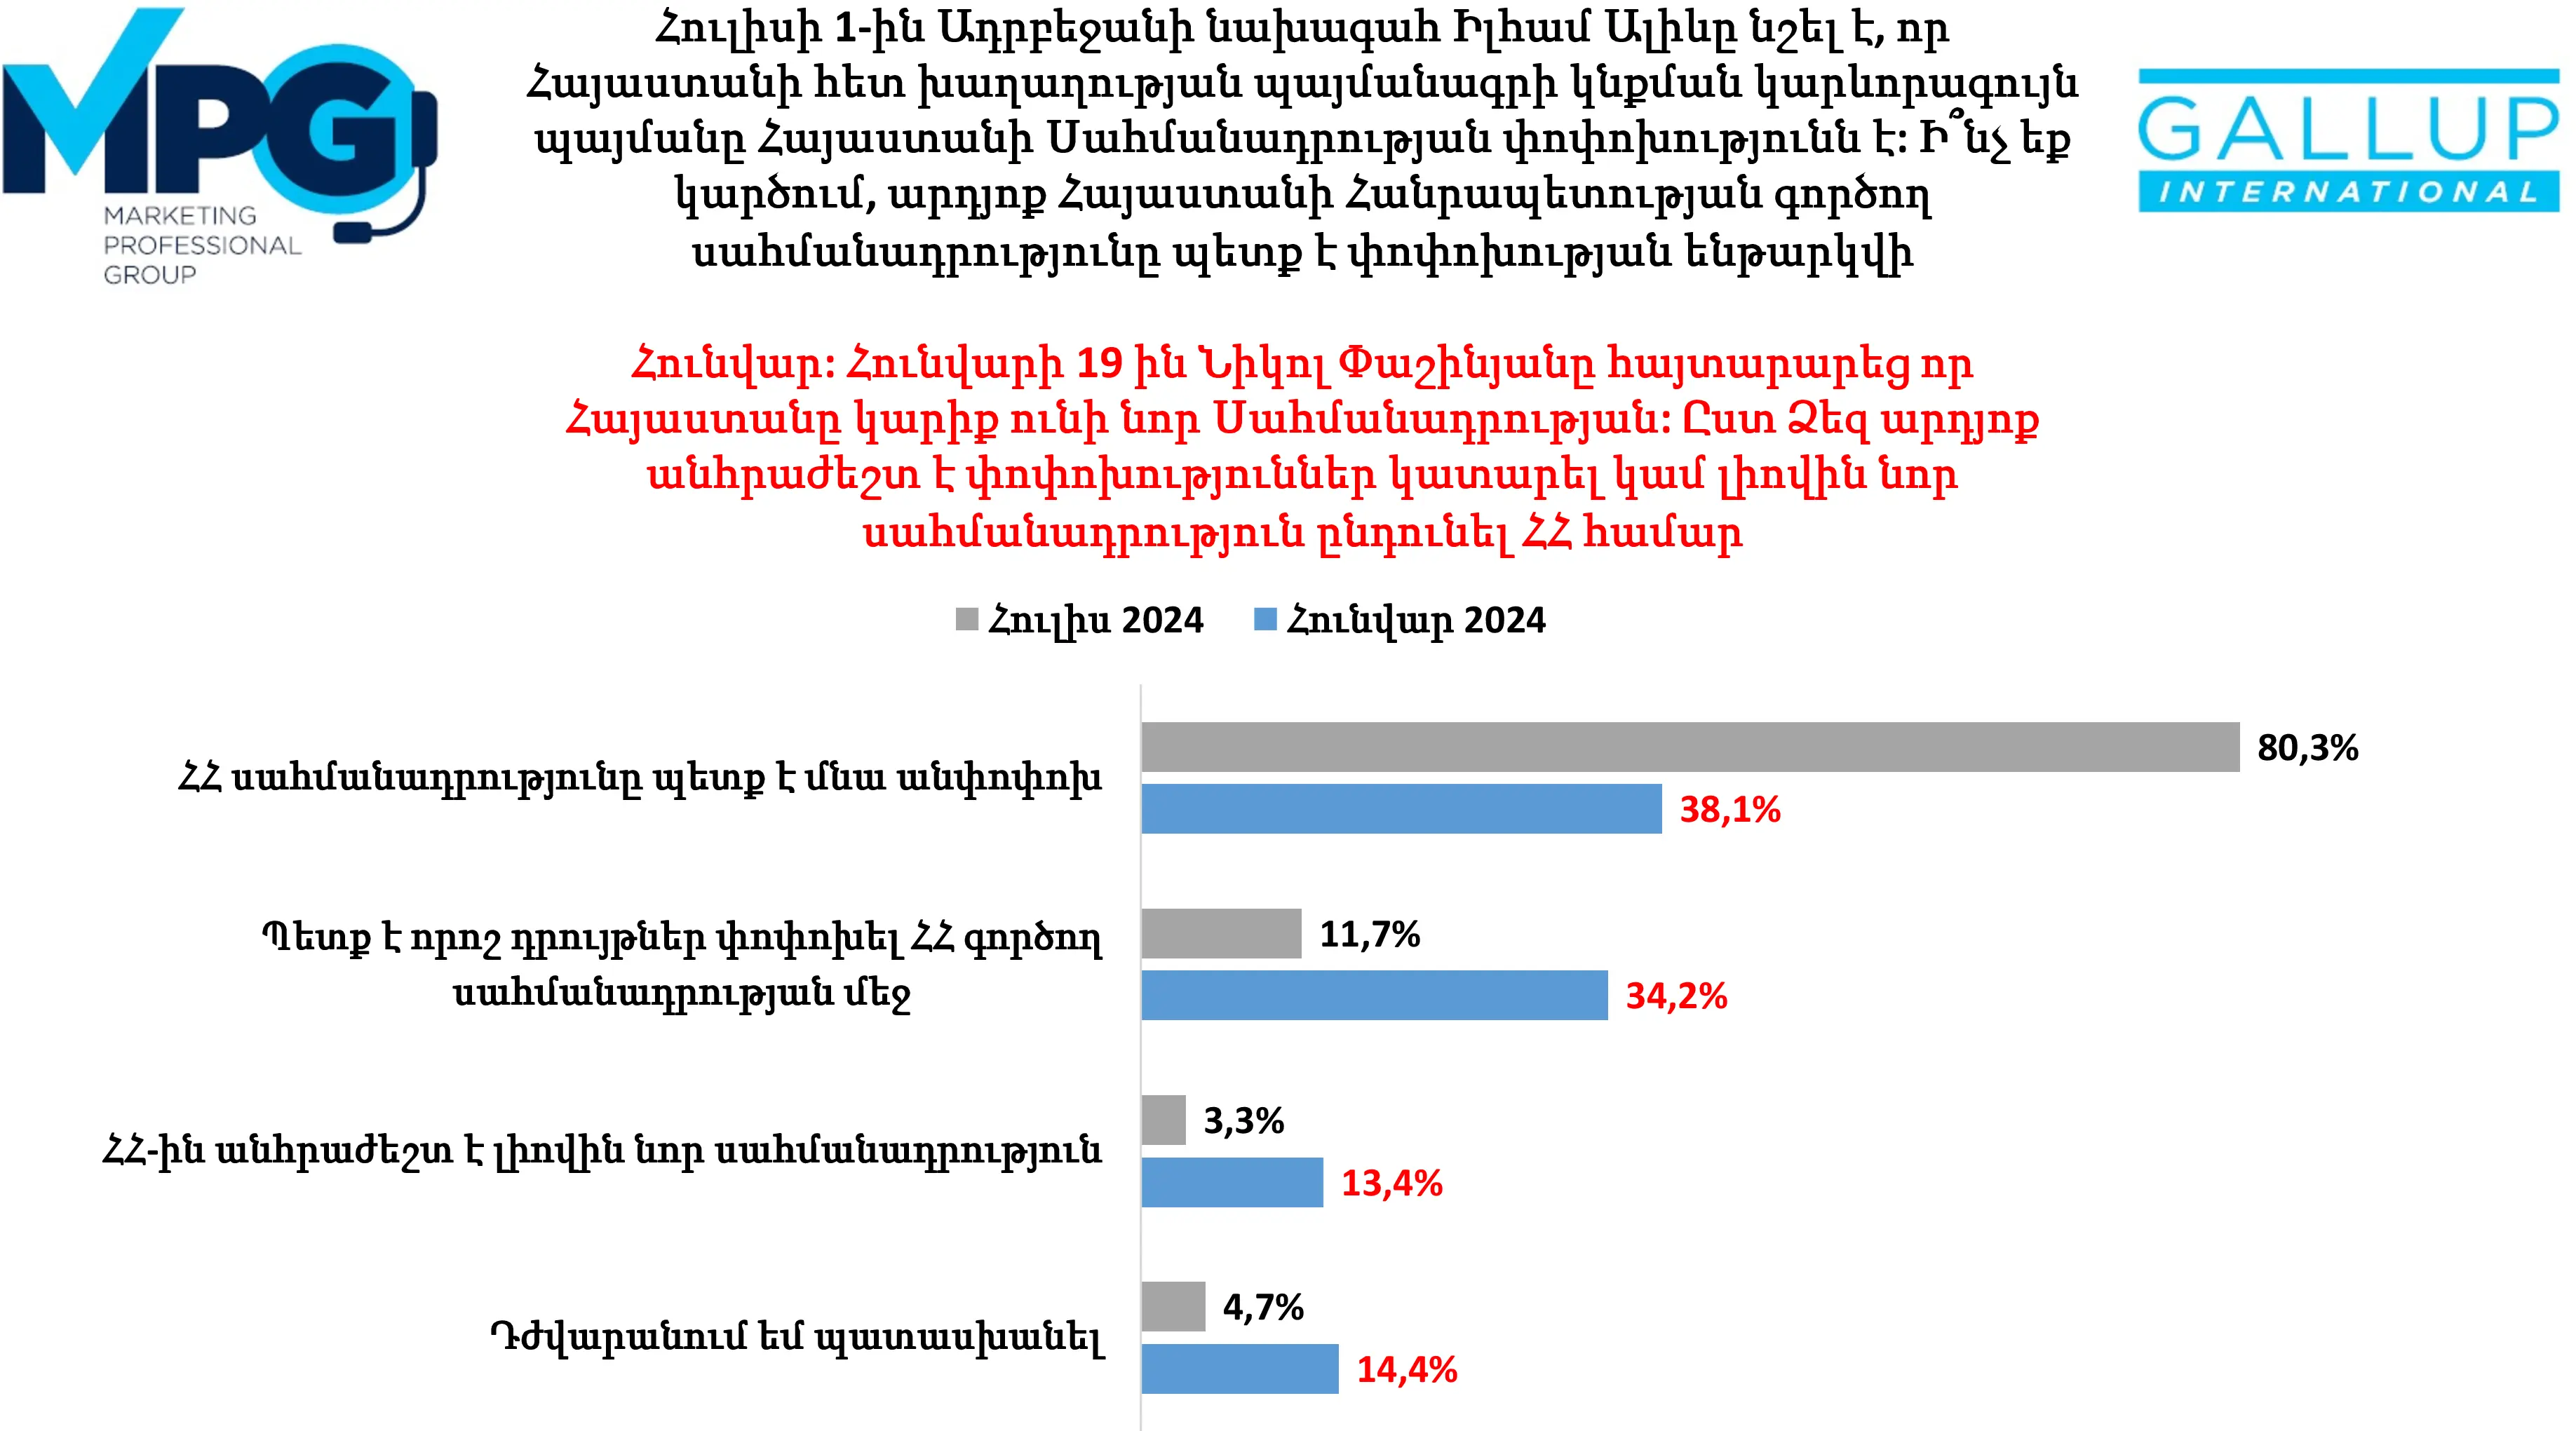 MPG
MARKETING
PROFESSIONAL
GROUP
Հուլիսի 1-ին Ադրբեջանի նախագահ Իլհամ Ալիևը նշել է, որ
Հայաստանի հետ խաղաղության պայմանագրի կնքման կարևորագույն
պայմանը Հայաստանի Սահմանադրության փոփոխությունն է: Ի՞նչ եք
կարծում, արդյոք Հայաստանի Հանրապետության գործող
սահմանադրությունը պետք է փոփոխության ենթարկվի
GALLUP
INTERNATIONAL
Հունվար: Հունվարի 19 ին Նիկոլ Փաշինյանը հայտարարեց որ
Հայաստանը կարիք ունի նոր Սահմանադրության: Ըստ Ձեզ արդյոք
անհրաժեշտ է փոփոխություններ կատարել կամ լիովին նոր
սահմանադրություն ընդունել ՀՀ համար
Հուլիս 2024 Հունվար 2024
ՀՀ սահմանադրությունը պետք է մնա անփոփոխ
80,3%
38,1%
Պետք է որոշ դրույթներ փոփոխել ՀՀ գործող
սահմանադրության մեջ
11,7%
34,2%
ՀՀ-ին անհրաժեշտ է լիովին նոր սահմանադրություն
3,3%
13,4%
Դժվարանում եմ պատասխանել
4,7%
14,4%